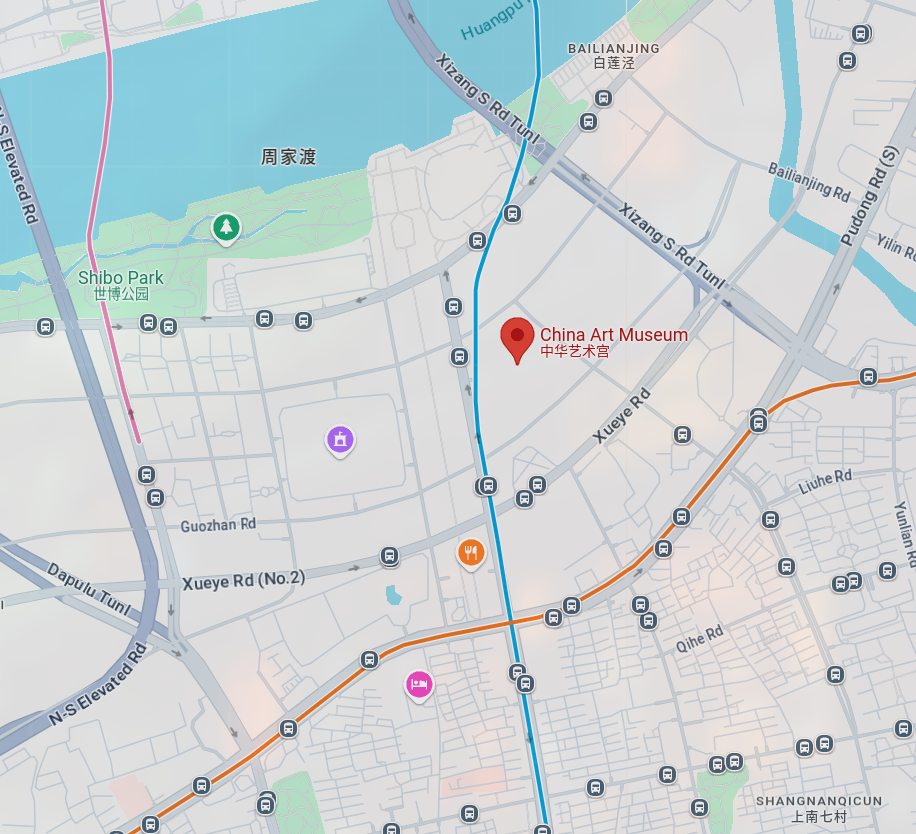 Huangpu
BAILIANJING
白莲泾
Xizang S Rd Tunl
N-S Elevated Rd
周家渡
Bailianjing Rd
Pudong Rd (S)
Xizang S Rd Tunl
Yilin Rd
Shibo Park
世博公园
China Art Museum
中华艺术宫
Xueye Rd
Liuhe Rd
Guozhan Rd
Yunlian Rd
Xueye Rd (No.2)
Dapulu Tunl
Qihe Rd
N-S Elevated Rd
SHANGNANQICUN
上南七村